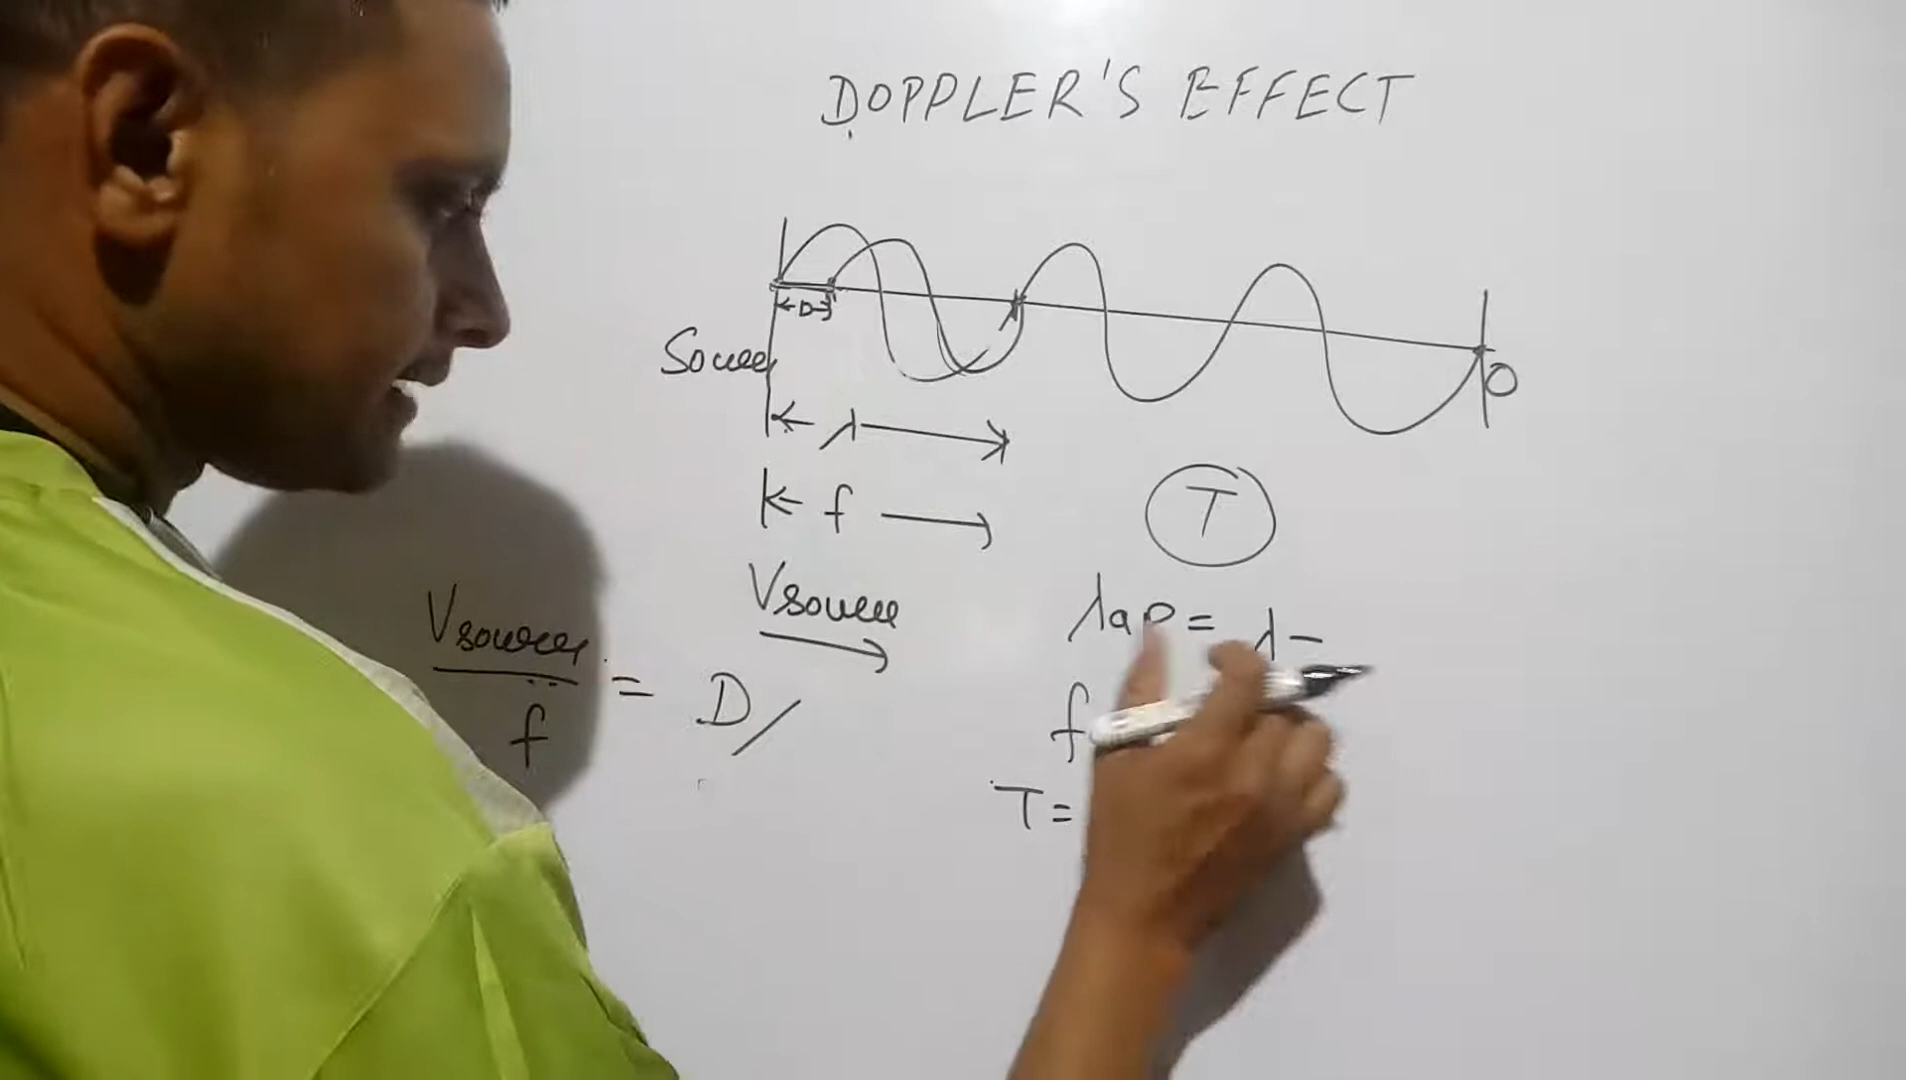 DOPPLER'S EFFECT
D
Source
O
λ
f
T
Vsource
Vsource
f
= D
λap = λ -
f
T =